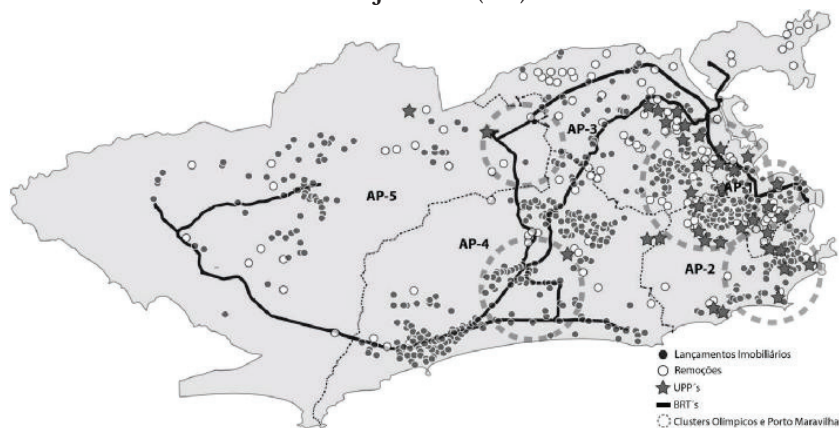 AP-3
AP-1
AP-5
AP-4
AP-2
Lançamentos Imobiliários
Remoções
UPP´s
BRT´s
Clusters Olímpicos e Porto Maravilha